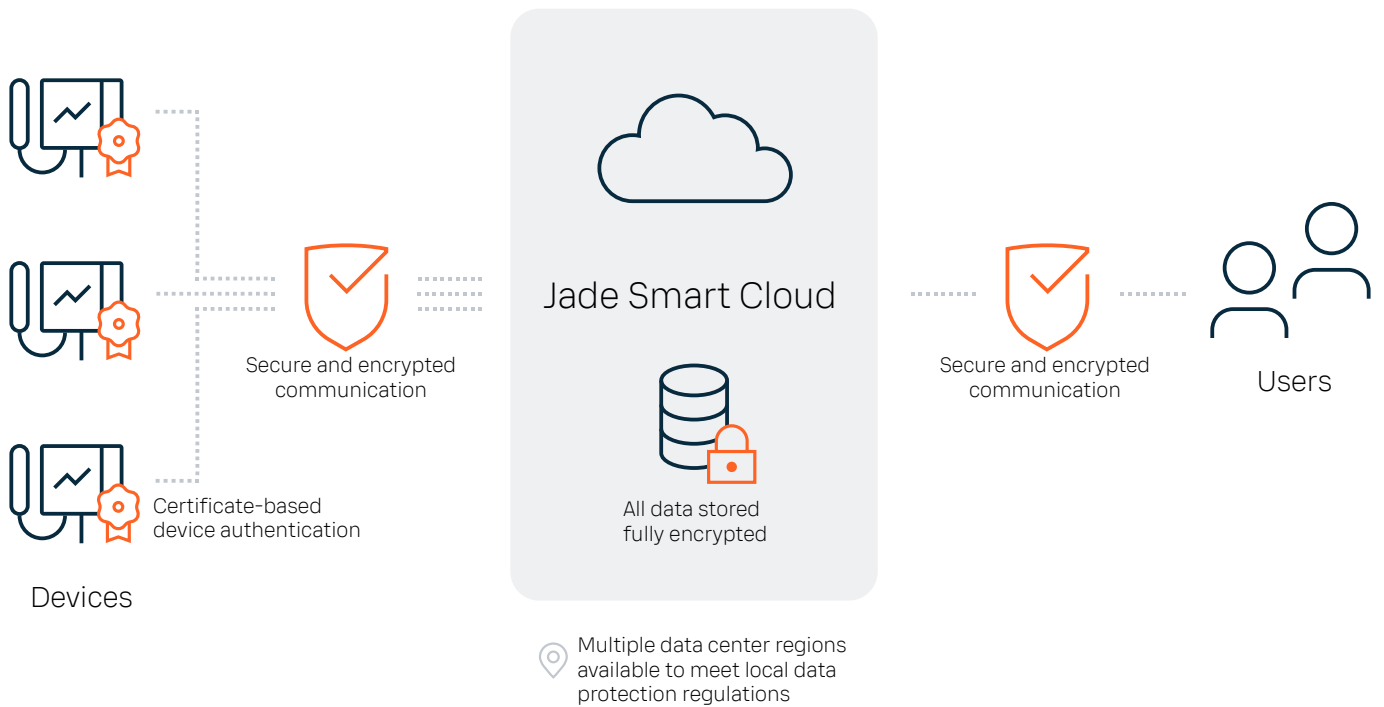 Secure and encrypted
communication
Certificate-based
device authentication
Devices
Jade Smart Cloud
All data stored
fully encrypted
Multiple data center regions
available to meet local data
protection regulations
Secure and encrypted
communication
Users